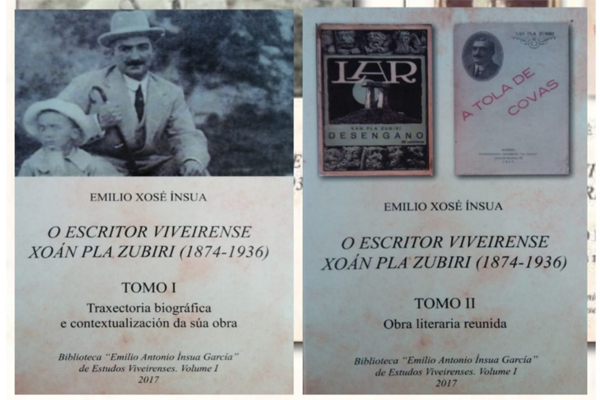 EMILIO XOSÉ ÍNSUA
O ESCRITOR VIVEIRENSE
XOÁN PLA ZUBIRI (1874-1936)
TOMO I
Traxectoria biográfica
e contextualización da súa obra
Biblioteca "Emilio Antonio Ínsua García"
de Estudos Viveirenses. Volume I
2017
LAR
XAN PLA ZUBIRI
DESENGANO
A TOLA DE
COVAS
EMILIO XOSÉ ÍNSUA
O ESCRITOR VIVEIRENSE
XOÁN PLA ZUBIRI (1874-1936)
TOMO II
Obra literaria reunida
Biblioteca "Emilio Antonio Ínsua García"
de Estudos Viveirenses. Volume I
2017